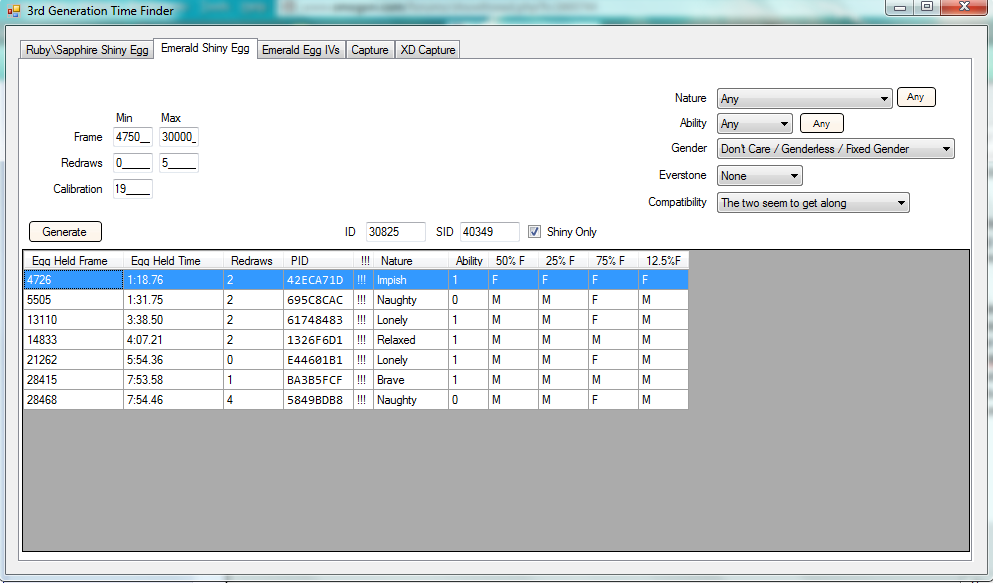 3rd Generation Time Finder
Ruby\Sapphire Shiny Egg Emerald Shiny Egg Emerald Egg IVs Capture XD Capture
Min Max
Frame 4750__ 30000_
Redraws 0_____ 5_____
Calibration 19____
Nature Any Any
Ability Any Any
Gender Don't Care / Genderless / Fixed Gender
Everstone None
Compatibility The two seem to get along
Generate ID 30825 SID 40349 Shiny Only
Egg Held Frame Egg Held Time Redraws PID !!! Nature Ability 50% F 25% F 75% F 12.5%F
4726 1:18.76 2 42ECA71D !!! Impish 1 F F F F
5505 1:31.75 2 695C8CAC !!! Naughty 0 M M F M
13110 3:38.50 2 61748483 !!! Lonely 1 M M F M
14833 4:07.21 2 1326F6D1 !!! Relaxed 1 M M M M
21262 5:54.36 0 E44601B1 !!! Lonely 1 M M F M
28415 7:53.58 1 BA3B5FCF !!! Brave 1 M M M M
28468 7:54.46 4 5849BDB8 !!! Naughty 0 M M F M